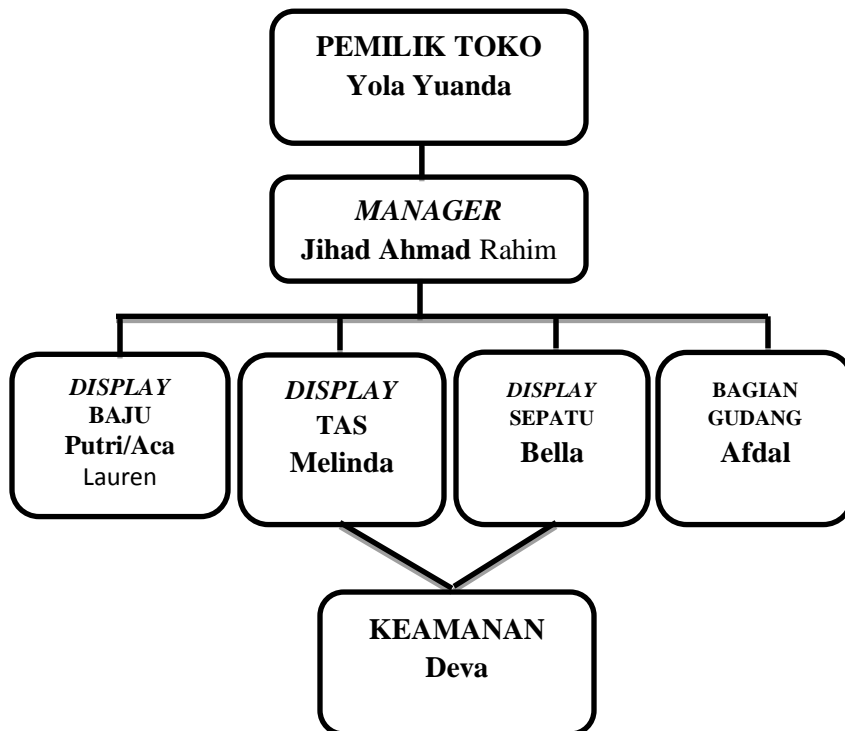 PEMILIK TOKO
Yola Yuanda
MANAGER
Jihad Ahmad Rahim
DISPLAY
BAJU
Putri/Aca
Lauren
DISPLAY
TAS
Melinda
DISPLAY
SEPATU
Bella
BAGIAN
GUDANG
Afdal
KEAMANAN
Deva